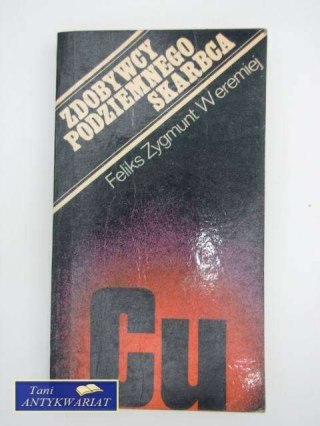 ZDOBYWCY
PODZIEMNEGO
SKARBCA
Feliks Zygmunt Weremiej
Cu
Tani
ANTYKWARIAT